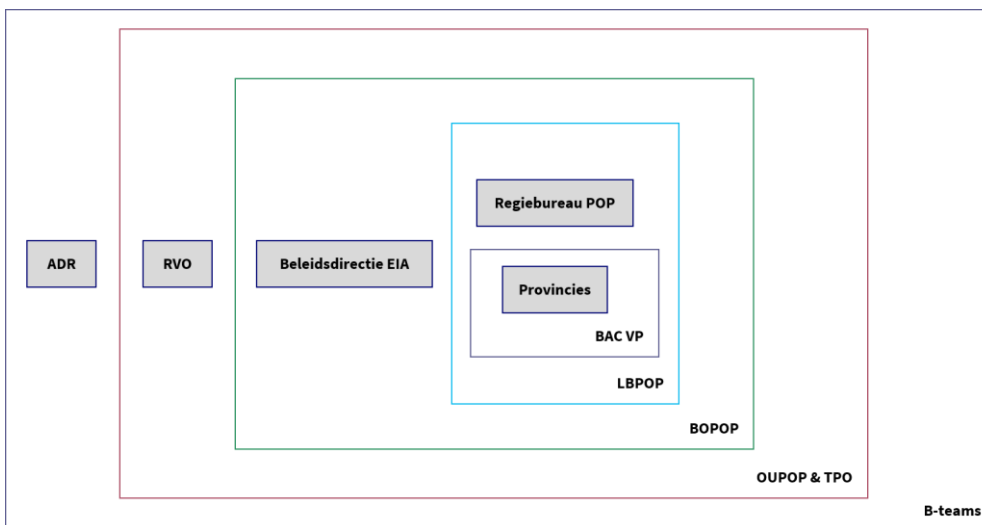 Regiebureau POP
ADR
RVO
Beleidsdirectie EIA
Provincies
BAC VP
LBPOP
BOPOP
OUPOP & TPO
B-teams